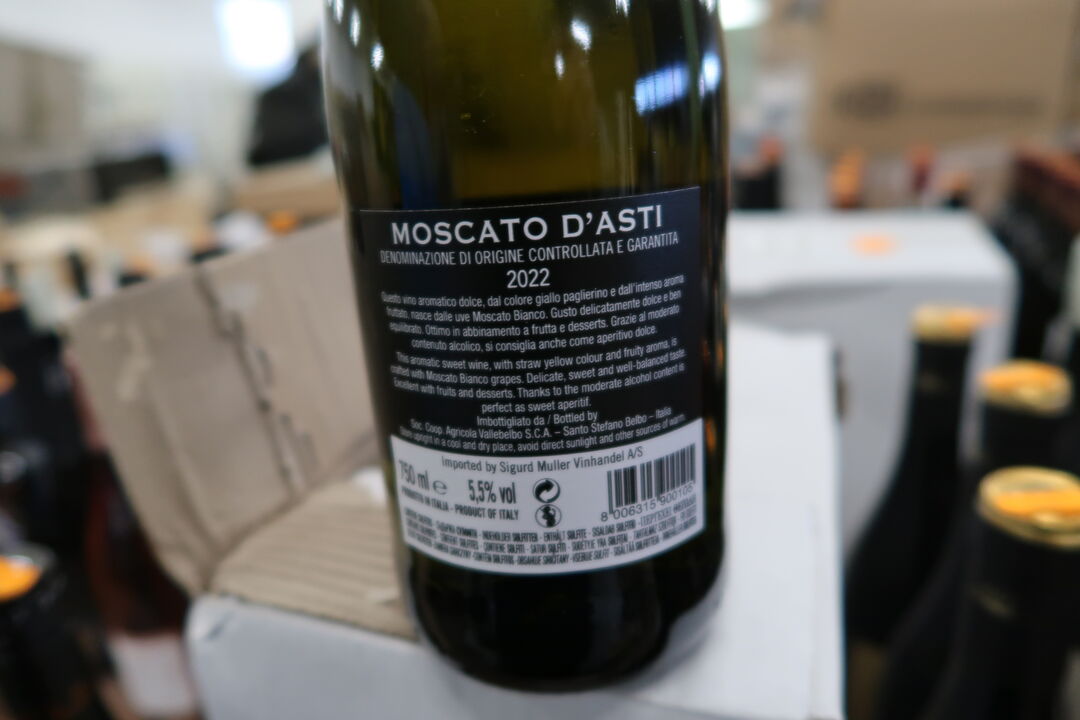 MOSCATO D'ASTI
DENOMINAZIONE DI ORIGINE CONTROLLATA E GARANTITA
2022
Questo vino aromatico dolce, dal colore giallo paglierino e dall'intenso aroma
fruttato, nasce dalle uve Moscato Bianco. Gusto delicatamente dolce e ben
equilibrato. Ottimo in abbinamento a frutta e desserts. Grazie al moderato
contenuto alcolico, si consiglia anche come aperitivo dolce.
This aromatic sweet wine, with straw yellow colour and fruity aroma, is
crafted with Moscato Bianco grapes. Delicate, sweet and well-balanced taste.
Excellent with fruits and desserts. Thanks to the moderate alcohol content is
perfect as sweet aperitif.
Imbottigliato da / Bottled by
Soc. Coop. Agricola Vallebelbo S.C.A. – Santo Stefano Belbo – Italia
Store upright in a cool and dry place, avoid direct sunlight and other sources of warm.
Imported by Sigurd Muller Vinhandel A/S
750 ml e 5,5% vol
PRODOTTO IN ITALIA - PRODUCT OF ITALY
8 006315 900105